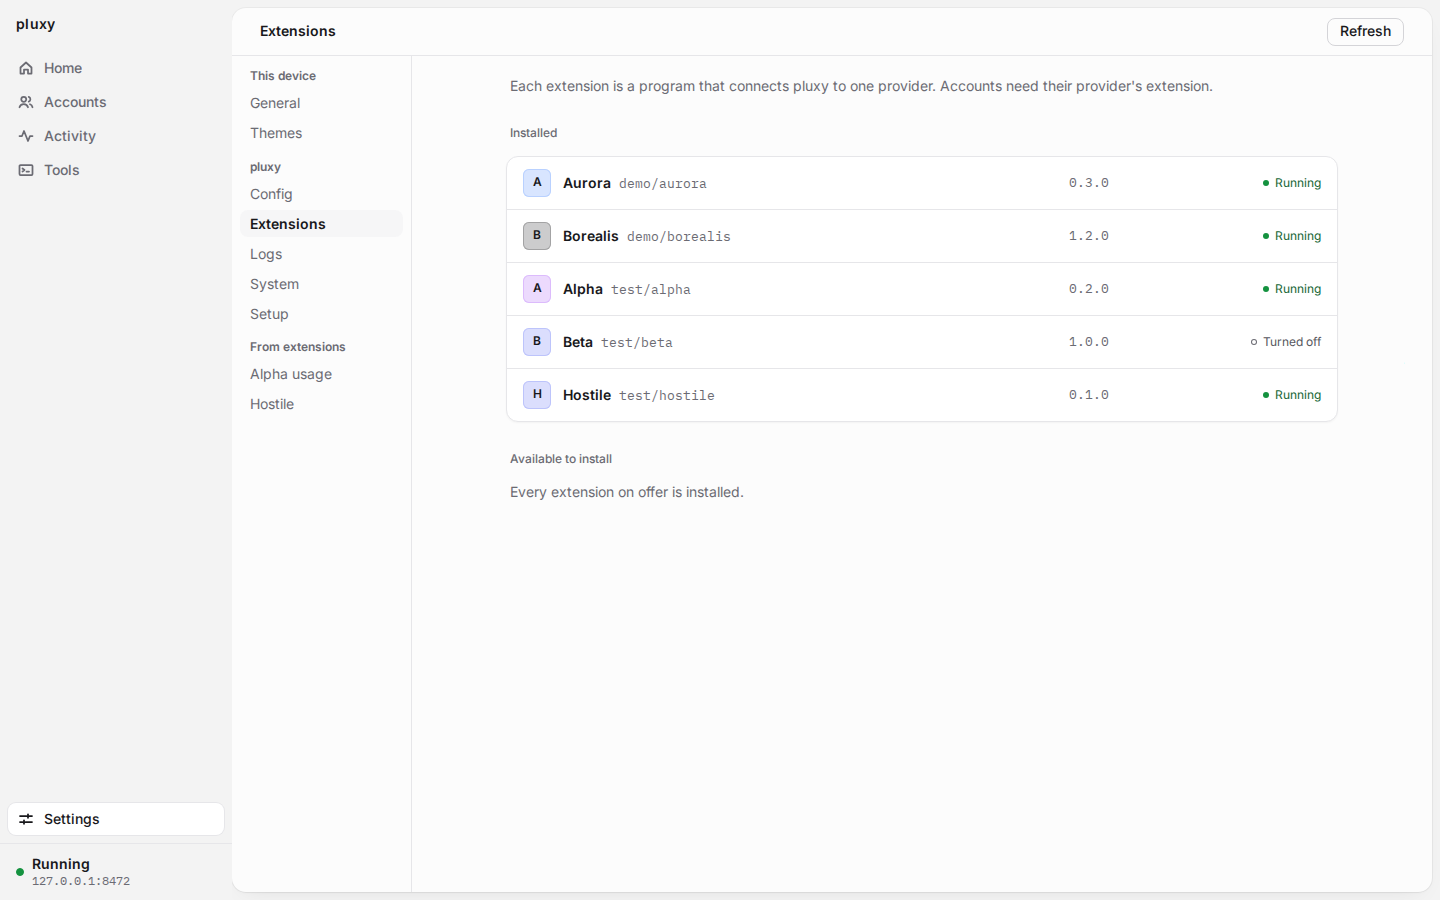 pluxy
Home
Accounts
Activity
Tools
Settings
Running
127.0.0.1:8472
Extensions
Refresh
This device
General
Themes
pluxy
Config
Extensions
Logs
System
Setup
From extensions
Alpha usage
Hostile
Each extension is a program that connects pluxy to one provider. Accounts need their provider's extension.
Installed
A Aurora demo/aurora 0.3.0 Running
B Borealis demo/borealis 1.2.0 Running
A Alpha test/alpha 0.2.0 Running
B Beta test/beta 1.0.0 Turned off
H Hostile test/hostile 0.1.0 Running
Available to install
Every extension on offer is installed.